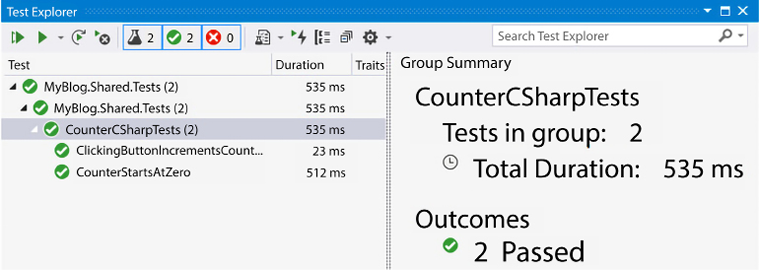 Test Explorer
2 2 0
Search Test Explorer
Test Duration Traits
MyBlog.Shared.Tests (2) 535 ms
MyBlog.Shared.Tests (2) 535 ms
CounterCSharpTests (2) 535 ms
ClickingButtonIncrementsCount... 23 ms
CounterStartsAtZero 512 ms
Group Summary
CounterCSharpTests
Tests in group: 2
Total Duration: 535 ms
Outcomes
2 Passed